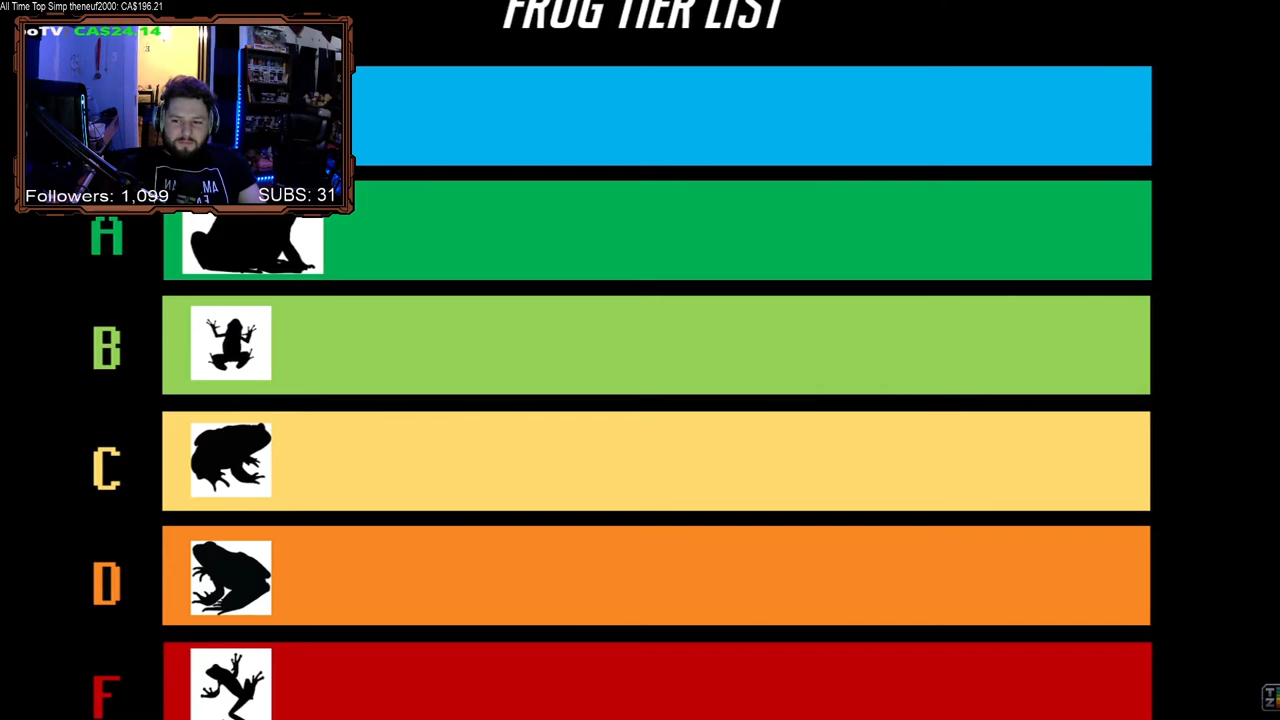 All Time Top Simp theneuf2000: CA$196.21
FROG TIER LIST
oTV CA$24.14
Followers: 1,099 SUBS: 31
A
B
C
D
F